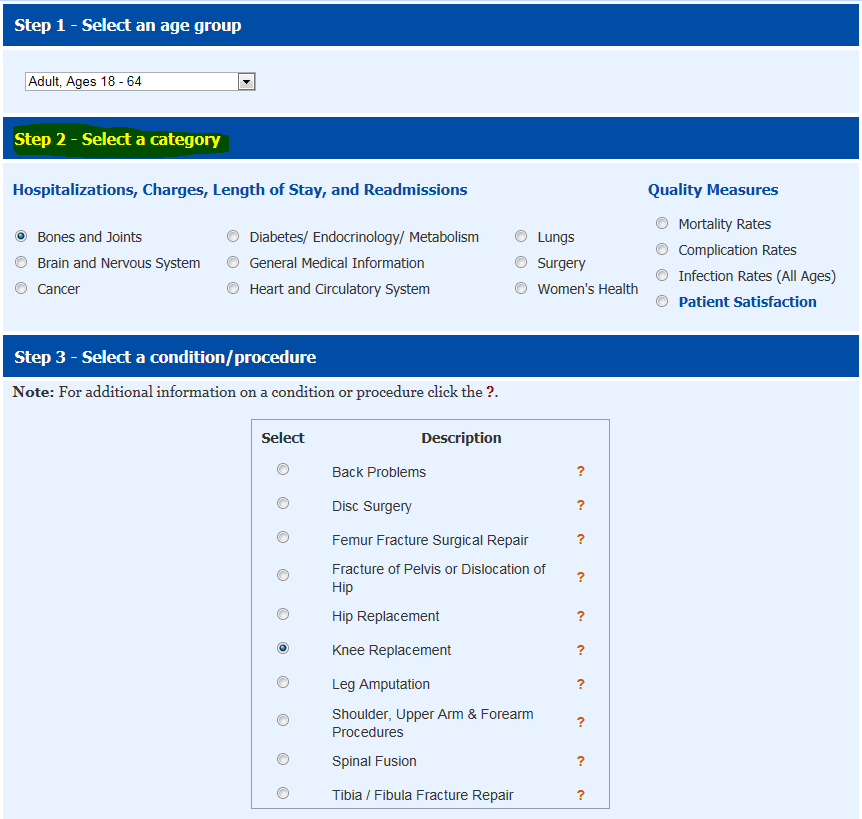 Step 1 - Select an age group
Adult, Ages 18 - 64
Step 2 - Select a category
Hospitalizations, Charges, Length of Stay, and Readmissions
Bones and Joints
Brain and Nervous System
Cancer
Diabetes/ Endocrinology/ Metabolism
General Medical Information
Heart and Circulatory System
Lungs
Surgery
Women's Health
Quality Measures
Mortality Rates
Complication Rates
Infection Rates (All Ages)
Patient Satisfaction
Step 3 - Select a condition/procedure
Note: For additional information on a condition or procedure click the ?.
Select Description
Back Problems ?
Disc Surgery ?
Femur Fracture Surgical Repair ?
Fracture of Pelvis or Dislocation of
Hip ?
Hip Replacement ?
Knee Replacement ?
Leg Amputation ?
Shoulder, Upper Arm & Forearm
Procedures ?
Spinal Fusion ?
Tibia / Fibula Fracture Repair ?